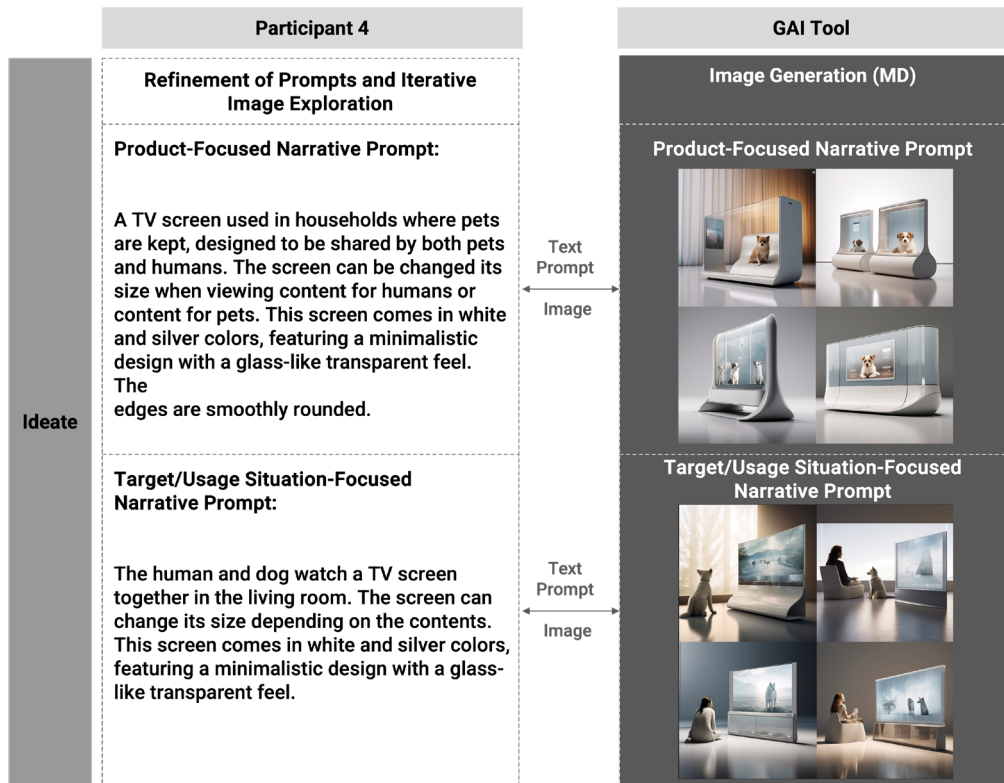 Participant 4
GAI Tool
Ideate
Refinement of Prompts and Iterative
Image Exploration
Image Generation (MD)
Product-Focused Narrative Prompt:
A TV screen used in households where pets
are kept, designed to be shared by both pets
and humans. The screen can be changed its
size when viewing content for humans or
content for pets. This screen comes in white
and silver colors, featuring a minimalistic
design with a glass-like transparent feel.
The
edges are smoothly rounded.
Text
Prompt
Image
Product-Focused Narrative Prompt
Target/Usage Situation-Focused
Narrative Prompt:
The human and dog watch a TV screen
together in the living room. The screen can
change its size depending on the contents.
This screen comes in white and silver colors,
featuring a minimalistic design with a glass-
like transparent feel.
Text
Prompt
Image
Target/Usage Situation-Focused
Narrative Prompt